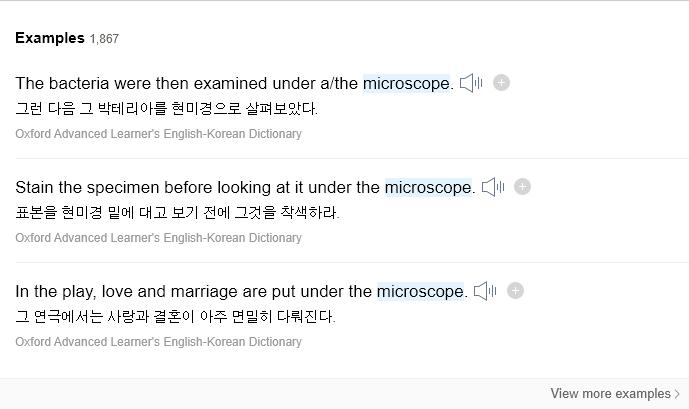 Examples 1,867
The bacteria were then examined under a/the microscope.
그런 다음 그 박테리아를 현미경으로 살펴보았다.
Oxford Advanced Learner's English-Korean Dictionary
Stain the specimen before looking at it under the microscope.
표본을 현미경 밑에 대고 보기 전에 그것을 착색하라.
Oxford Advanced Learner's English-Korean Dictionary
In the play, love and marriage are put under the microscope.
그 연극에서는 사랑과 결혼이 아주 면밀히 다뤄진다.
Oxford Advanced Learner's English-Korean Dictionary
View more examples